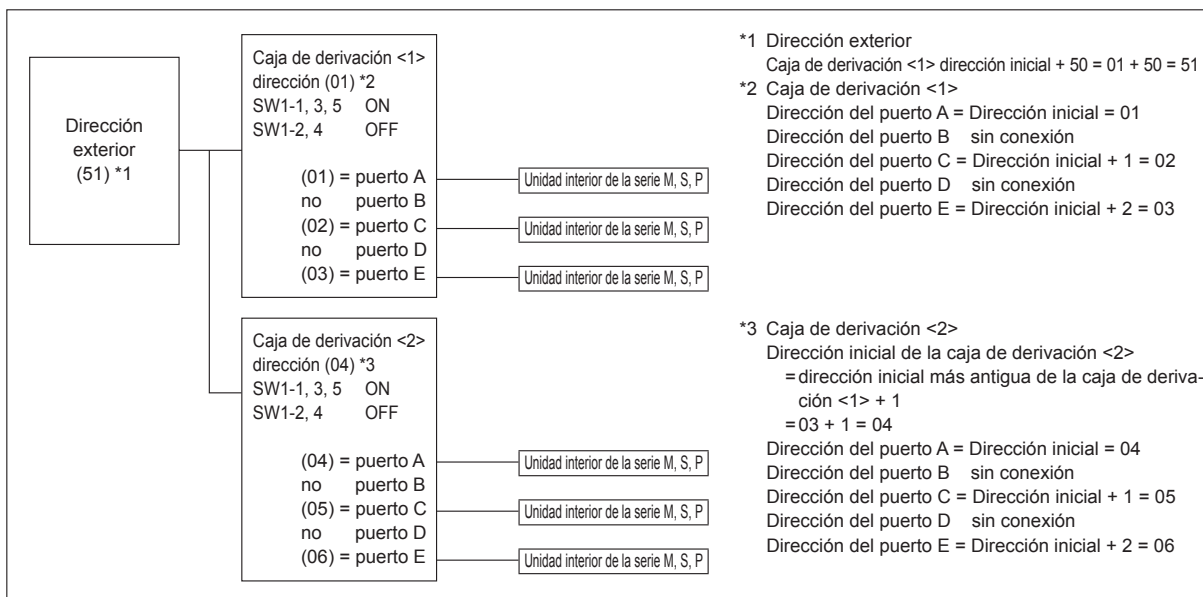 Dirección
exterior
(51) *1
Caja de derivación <1>
dirección (01) *2
SW1-1, 3, 5 ON
SW1-2, 4 OFF
(01) = puerto A
no puerto B
(02) = puerto C
no puerto D
(03) = puerto E
Unidad interior de la serie M, S, P
Unidad interior de la serie M, S, P
Unidad interior de la serie M, S, P
Caja de derivación <2>
dirección (04) *3
SW1-1, 3, 5 ON
SW1-2, 4 OFF
(04) = puerto A
no puerto B
(05) = puerto C
no puerto D
(06) = puerto E
Unidad interior de la serie M, S, P
Unidad interior de la serie M, S, P
Unidad interior de la serie M, S, P
*1 Dirección exterior
Caja de derivación <1> dirección inicial + 50 = 01 + 50 = 51
*2 Caja de derivación <1>
Dirección del puerto A = Dirección inicial = 01
Dirección del puerto B sin conexión
Dirección del puerto C = Dirección inicial + 1 = 02
Dirección del puerto D sin conexión
Dirección del puerto E = Dirección inicial + 2 = 03
*3 Caja de derivación <2>
Dirección inicial de la caja de derivación <2>
= dirección inicial más antigua de la caja de deriva-
ción <1> + 1
= 03 + 1 = 04
Dirección del puerto A = Dirección inicial = 04
Dirección del puerto B sin conexión
Dirección del puerto C = Dirección inicial + 1 = 05
Dirección del puerto D sin conexión
Dirección del puerto E = Dirección inicial + 2 = 06